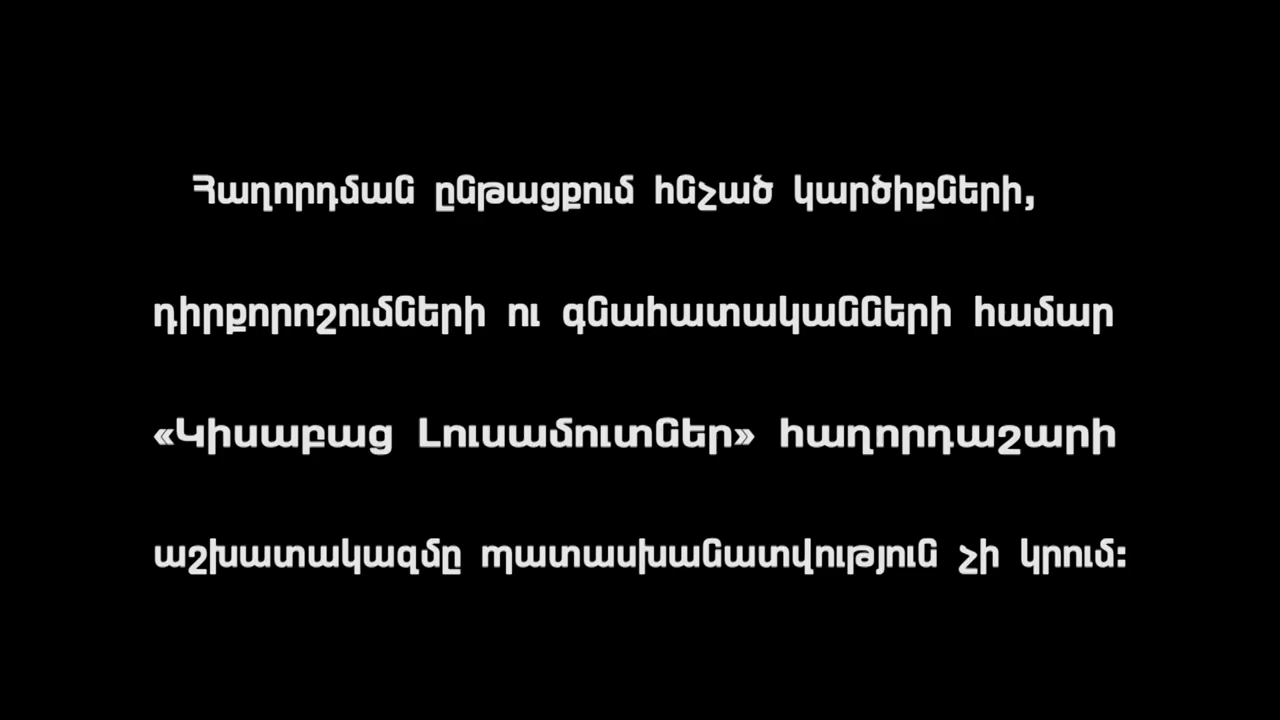 Հաղորդման ընթացքում հնչած կարծիքների,
դիրքորոշումների ու գնահատականների համար
«Կիսաբաց Լուսամուտներ» հաղորդաշարի
աշխատակազմը պատասխանատվություն չի կրում: